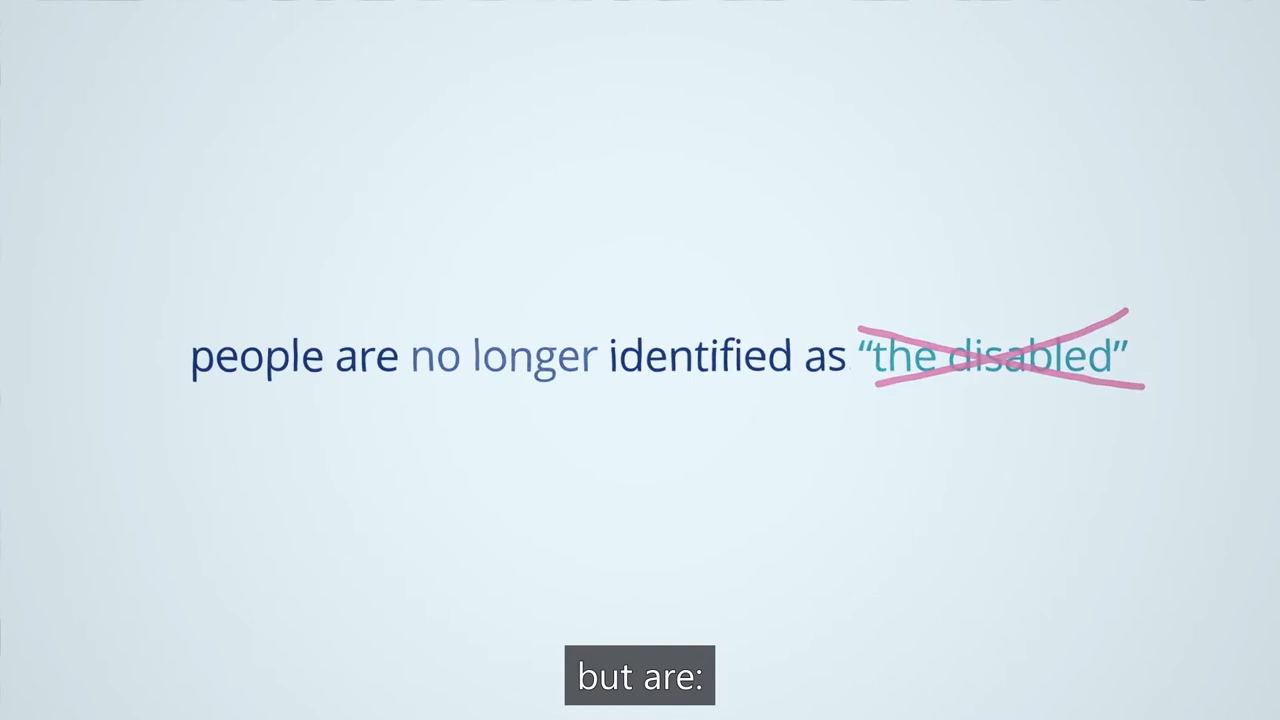 people are no longer identified as “the disabled”
but are: